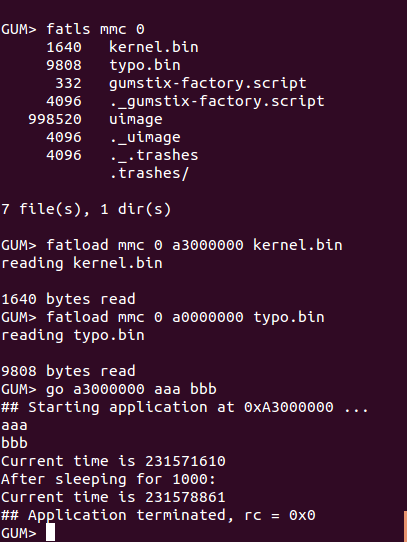 GUM> fatls mmc 0
1640 kernel.bin
9808 typo.bin
332 gumstix-factory.script
4096 ._gumstix-factory.script
998520 uimage
4096 ._uimage
4096 ._.trashes
.trashes/
7 file(s), 1 dir(s)
GUM> fatload mmc 0 a3000000 kernel.bin
reading kernel.bin
1640 bytes read
GUM> fatload mmc 0 a0000000 typo.bin
reading typo.bin
9808 bytes read
GUM> go a3000000 aaa bbb
## Starting application at 0xA3000000 ...
aaa
bbb
Current time is 231571610
After sleeping for 1000:
Current time is 231578861
## Application terminated, rc = 0x0
GUM>